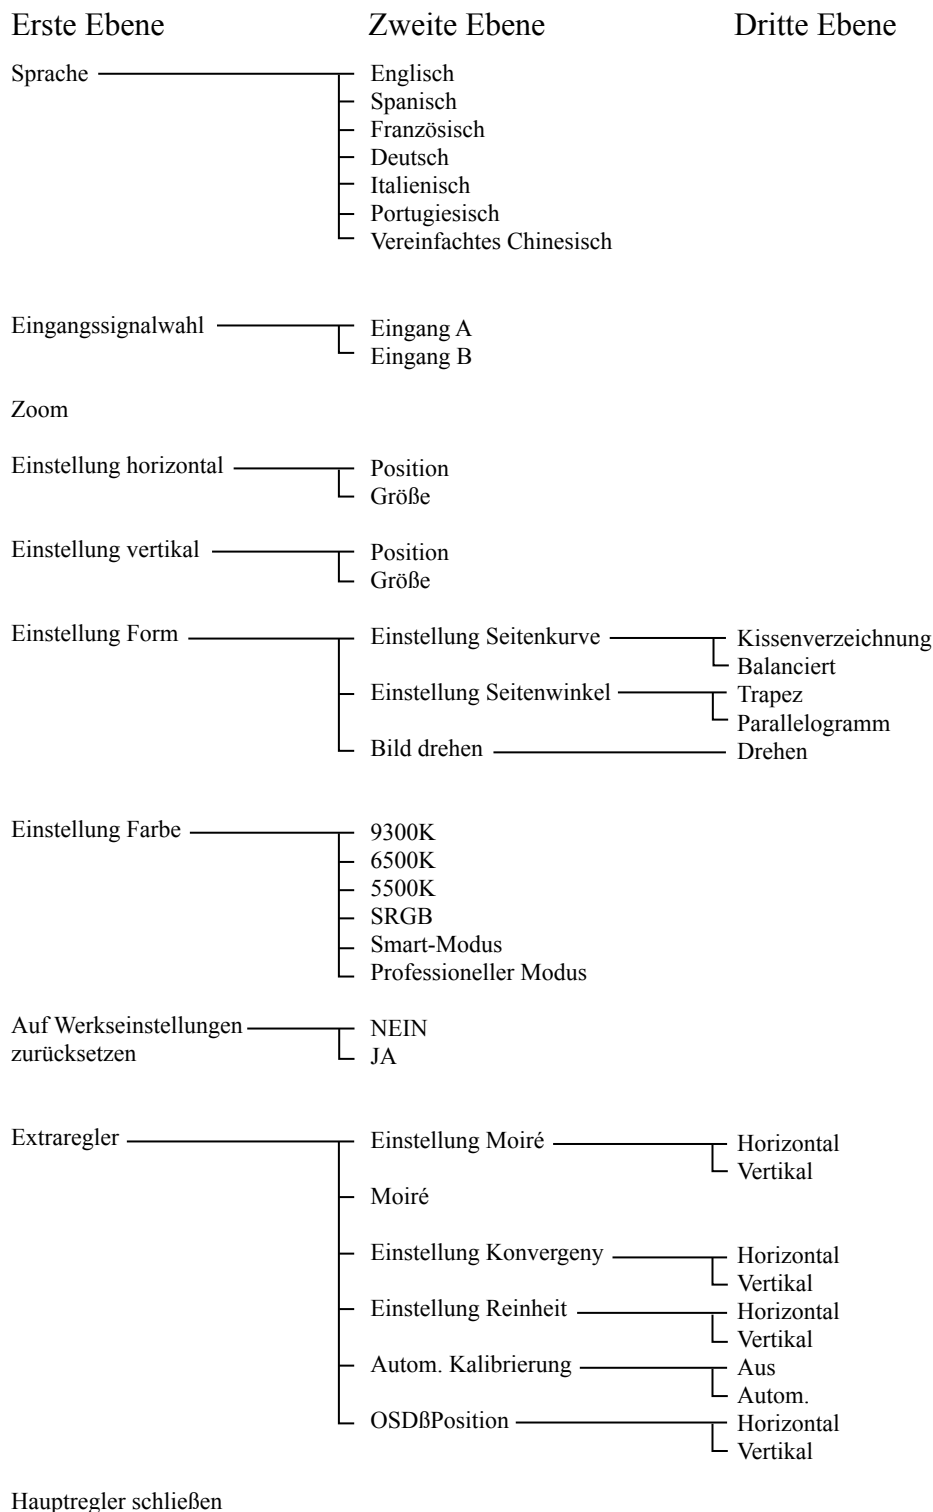 Erste Ebene Zweite Ebene Dritte Ebene
Sprache Englisch
Spanisch
Französisch
Deutsch
Italienisch
Portugiesisch
Vereinfachtes Chinesisch
Eingangssignalwahl Eingang A
Eingang B
Zoom
Einstellung horizontal Position
Größe
Einstellung vertikal Position
Größe
Einstellung Form Einstellung Seitenkurve Kissenverzeichnung
Balanciert
Einstellung Seitenwinkel Trapez
Parallelogramm
Bild drehen Drehen
Einstellung Farbe 9300K
6500K
5500K
SRGB
Smart-Modus
Professioneller Modus
Auf Werkseinstellungen NEIN
zurücksetzen JA
Extraregler Einstellung Moiré Horizontal
Vertikal
Moiré
Einstellung Konvergeny Horizontal
Vertikal
Einstellung Reinheit Horizontal
Vertikal
Autom. Kalibrierung Aus
Autom.
OSDßPosition Horizontal
Vertikal
Hauptregler schließen